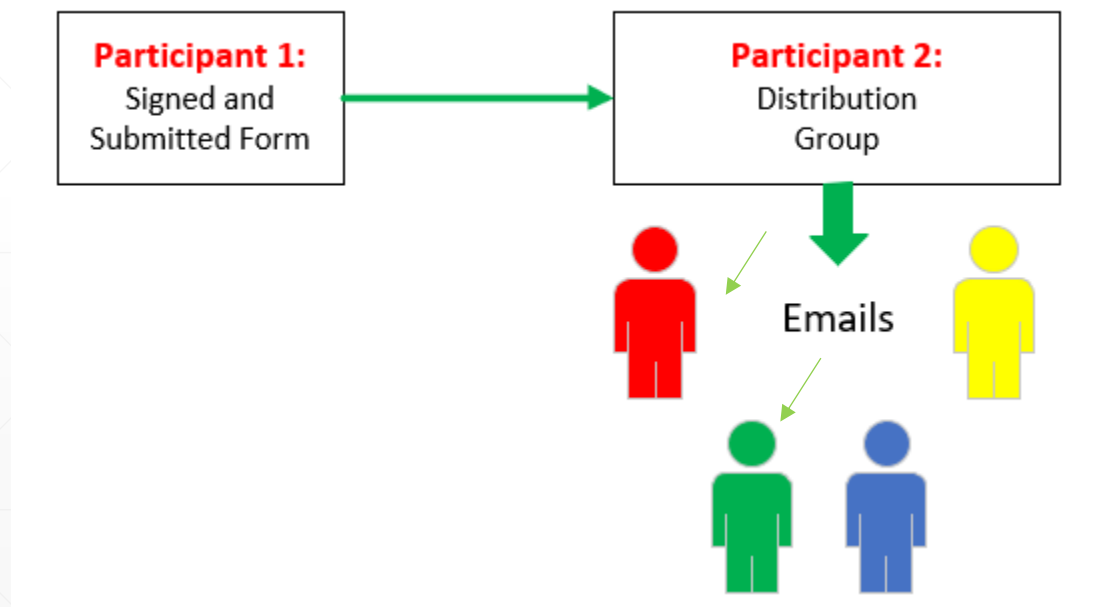 Participant 1:
Signed and
Submitted Form
Participant 2:
Distribution
Group
Emails